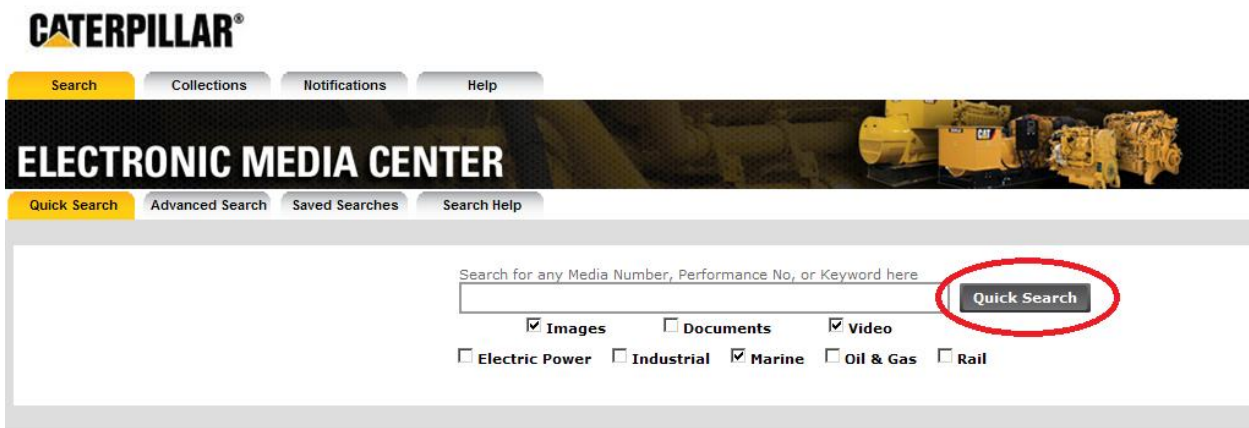 CATERPILLAR®
Search Collections Notifications Help
CAT
ELECTRONIC MEDIA CENTER
Quick Search Advanced Search Saved Searches Search Help
Search for any Media Number, Performance No, or Keyword here
Quick Search
Images Documents Video
Electric Power Industrial Marine Oil & Gas Rail